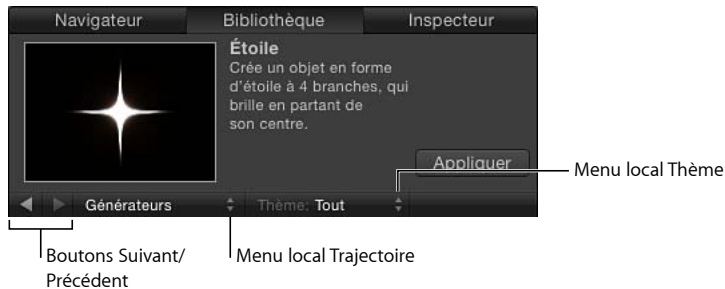 Navigateur
Bibliothèque
Inspecteur
Étoile
Crée un objet en forme
d'étoile à 4 branches, qui
brille en partant de
son centre.
Appliquer
Menu local Thème
Générateurs
Thème: Tout
Boutons Suivant/
Précédent
Menu local Trajectoire